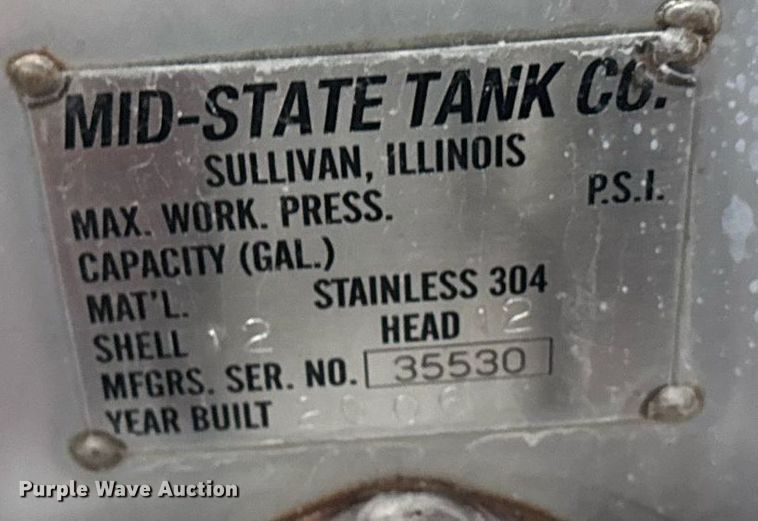 MID-STATE TANK CO.
SULLIVAN, ILLINOIS
MAX. WORK. PRESS. P.S.I.
CAPACITY (GAL.)
MAT'L. STAINLESS 304
SHELL 12 HEAD 12
MFGRS. SER. NO. 35530
YEAR BUILT
Purple Wave Auction